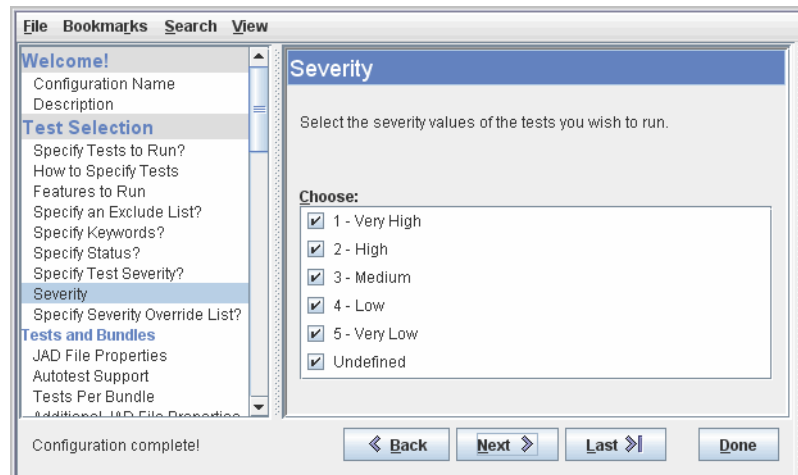 File Bookmarks Search View
Welcome!
Configuration Name
Description
Test Selection
Specify Tests to Run?
How to Specify Tests
Features to Run
Specify an Exclude List?
Specify Keywords?
Specify Status?
Specify Test Severity?
Severity
Specify Severity Override List?
Tests and Bundles
JAD File Properties
Autotest Support
Tests Per Bundle
Additional JAD File Properties
Severity
Select the severity values of the tests you wish to run.
Choose:
1 - Very High
2 - High
3 - Medium
4 - Low
5 - Very Low
Undefined
Configuration complete!
Back Next Last Done